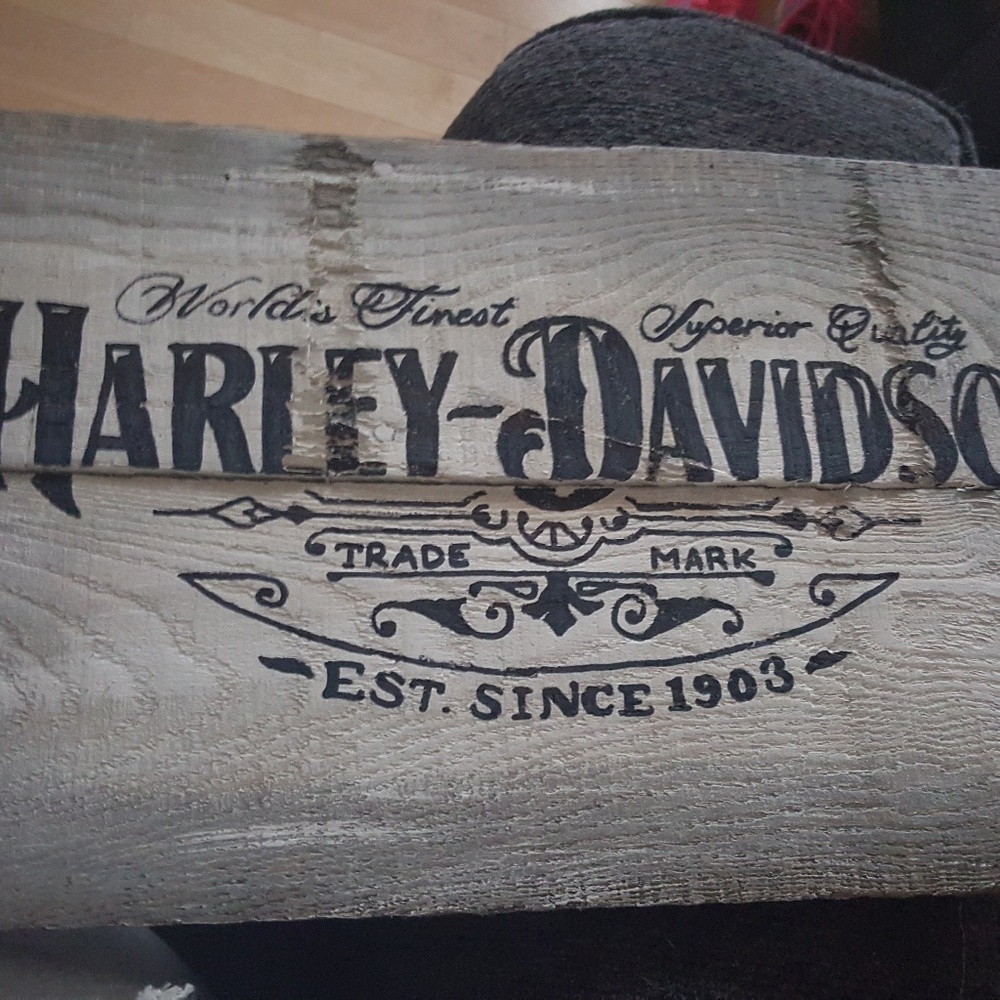 World's Finest Superior Quality
HARLEY-DAVIDSO
TRADE MARK
EST. SINCE 1903